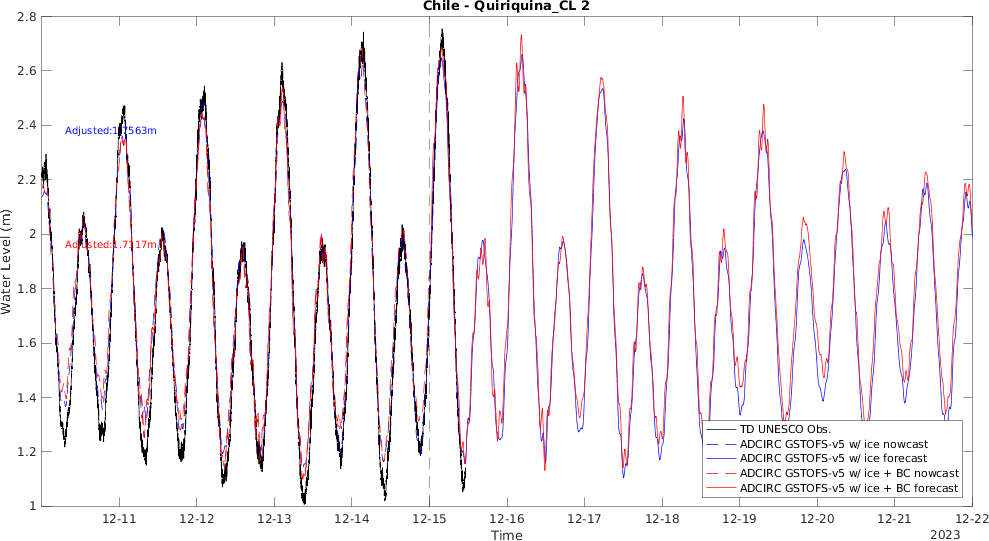 Chile - Quiriquina_CL 2
2.8
2.6
2.4
2.2
2
1.8
1.6
1.4
1.2
1
Water Level (m)
Adjusted:1.7563m
Adjusted:1.7117m
TD UNESCO Obs.
ADCIRC GSTOFS-v5 w/ ice nowcast
ADCIRC GSTOFS-v5 w/ ice forecast
ADCIRC GSTOFS-v5 w/ ice + BC nowcast
ADCIRC GSTOFS-v5 w/ ice + BC forecast
12-11 12-12 12-13 12-14 12-15 12-16 12-17 12-18 12-19 12-20 12-21 12-22
Time
2023